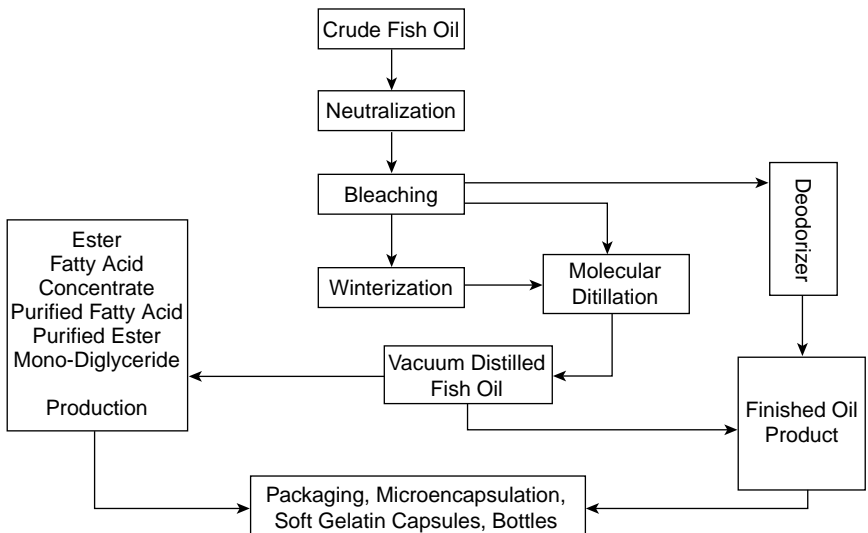 Crude Fish Oil
Neutralization
Bleaching
Deodorizer
Ester
Fatty Acid
Concentrate
Purified Fatty Acid
Purified Ester
Mono-Diglyceride
Production
Winterization
Molecular
Ditillation
Vacuum Distilled
Fish Oil
Finished Oil
Product
Packaging, Microencapsulation,
Soft Gelatin Capsules, Bottles